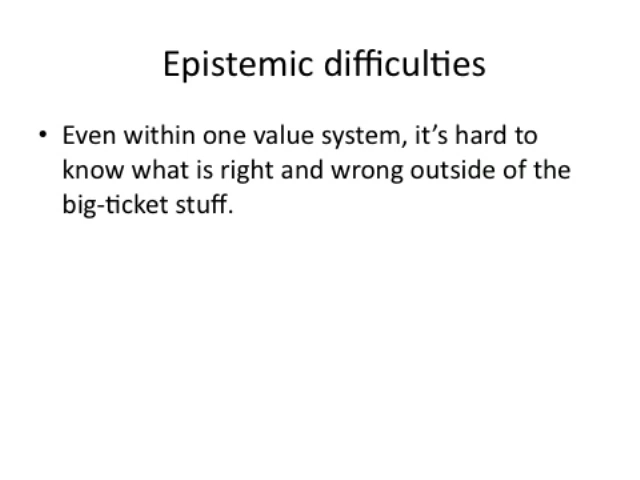 Epistemic difficulties
• Even within one value system, it’s hard to
know what is right and wrong outside of the
big-ticket stuff.